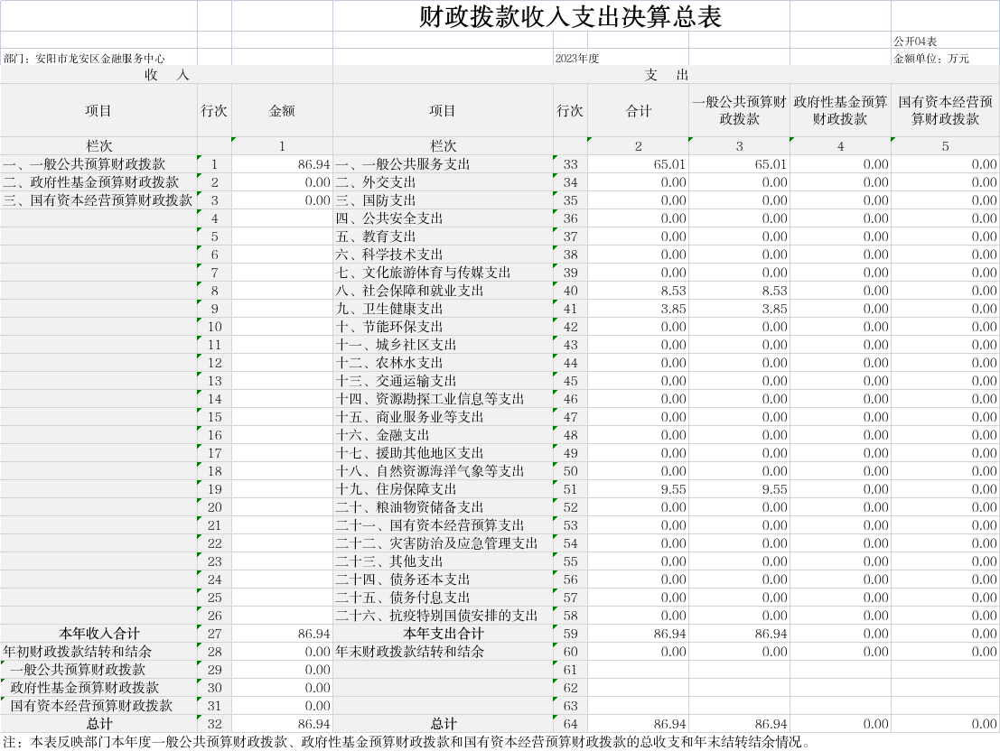 财政拨款收入支出决算总表
公开04表
部门：安阳市龙安区金融服务中心 2023年度 金额单位：万元
收 入 支 出
项目 行次 金额 项目 行次 合计 一般公共预算财政拨款 政府性基金预算财政拨款 国有资本经营预算财政拨款
栏次 1 栏次 2 3 4 5
一、一般公共预算财政拨款 1 86.94 一、一般公共服务支出 33 65.01 65.01 0.00 0.00
二、政府性基金预算财政拨款 2 0.00 二、外交支出 34 0.00 0.00 0.00 0.00
三、国有资本经营预算财政拨款 3 0.00 三、国防支出 35 0.00 0.00 0.00 0.00
4 四、公共安全支出 36 0.00 0.00 0.00 0.00
5 五、教育支出 37 0.00 0.00 0.00 0.00
6 六、科学技术支出 38 0.00 0.00 0.00 0.00
7 七、文化旅游体育与传媒支出 39 0.00 0.00 0.00 0.00
8 八、社会保障和就业支出 40 8.53 8.53 0.00 0.00
9 九、卫生健康支出 41 3.85 3.85 0.00 0.00
10 十、节能环保支出 42 0.00 0.00 0.00 0.00
11 十一、城乡社区支出 43 0.00 0.00 0.00 0.00
12 十二、农林水支出 44 0.00 0.00 0.00 0.00
13 十三、交通运输支出 45 0.00 0.00 0.00 0.00
14 十四、资源勘探工业信息等支出 46 0.00 0.00 0.00 0.00
15 十五、商业服务业等支出 47 0.00 0.00 0.00 0.00
16 十六、金融支出 48 0.00 0.00 0.00 0.00
17 十七、援助其他地区支出 49 0.00 0.00 0.00 0.00
18 十八、自然资源海洋气象等支出 50 0.00 0.00 0.00 0.00
19 十九、住房保障支出 51 9.55 9.55 0.00 0.00
20 二十、粮油物资储备支出 52 0.00 0.00 0.00 0.00
21 二十一、国有资本经营预算支出 53 0.00 0.00 0.00 0.00
22 二十二、灾害防治及应急管理支出 54 0.00 0.00 0.00 0.00
23 二十三、其他支出 55 0.00 0.00 0.00 0.00
24 二十四、债务还本支出 56 0.00 0.00 0.00 0.00
25 二十五、债务付息支出 57 0.00 0.00 0.00 0.00
26 二十六、抗疫特别国债安排的支出 58 0.00 0.00 0.00 0.00
本年收入合计 27 86.94 本年支出合计 59 86.94 86.94 0.00 0.00
年初财政拨款结转和结余 28 0.00 年末财政拨款结转和结余 60 0.00 0.00 0.00 0.00
一般公共预算财政拨款 29 0.00 61
政府性基金预算财政拨款 30 0.00 62
国有资本经营预算财政拨款 31 0.00 63
总计 32 86.94 总计 64 86.94 86.94 0.00 0.00
注：本表反映部门本年度一般公共预算财政拨款、政府性基金预算财政拨款和国有资本经营预算财政拨款的总收支和年末结转结余情况。